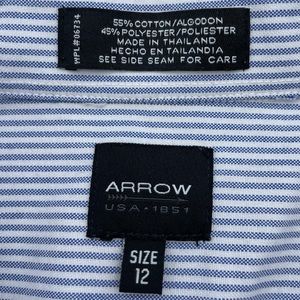 WPL#06734
55% COTTON/ALGODON
45% POLYESTER/POLIESTER
MADE IN THAILAND
HECHO EN TAILANDIA
SEE SIDE SEAM FOR CARE
ARROW
USA • 1851
SIZE
12